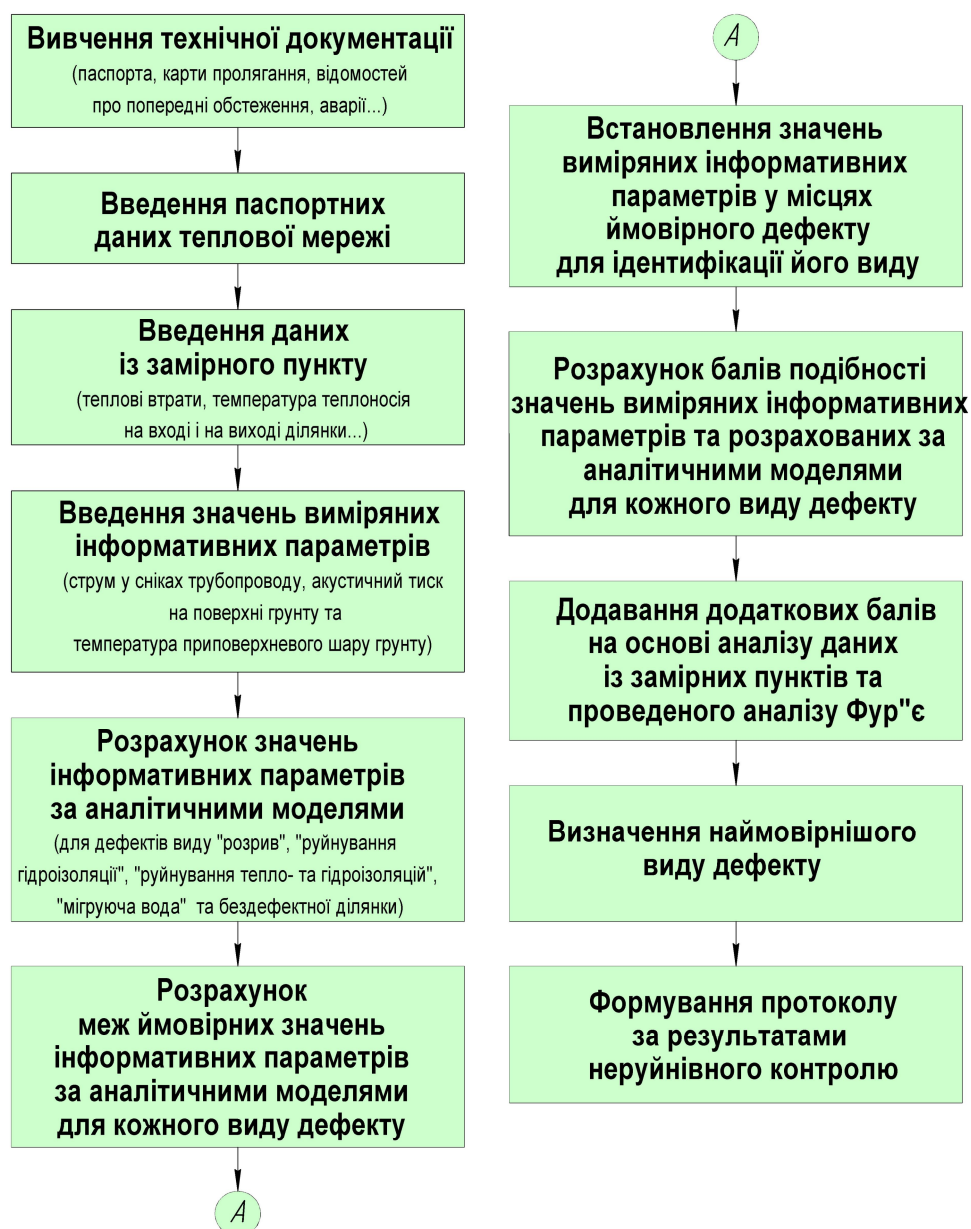 Вивчення технічної документації
(паспорта, карти пролягання, відомостей
про попередні обстеження, аварії...)
Введення паспортних
даних теплової мережі
Введення даних
із замірного пункту
(теплові втрати, температура теплоносія
на вході і на виході ділянки...)
Введення значень виміряних
інформативних параметрів
(струм у сніках трубопроводу, акустичний тиск
на поверхні грунту та
температура приповерхневого шару грунту)
Розрахунок значень
інформативних параметрів
за аналітичними моделями
(для дефектів виду "розрив", "руйнування
гідроізоляції", "руйнування тепло- та гідроізоляцій",
"мігруюча вода" та бездефектної ділянки)
Розрахунок
меж ймовірних значень
інформативних параметрів
за аналітичними моделями
для кожного виду дефекту
А
А
Встановлення значень
виміряних інформативних
параметрів у місцях
ймовірного дефекту
для ідентифікації його виду
Розрахунок балів подібності
значень виміряних інформативних
параметрів та розрахованих за
аналітичними моделями
для кожного виду дефекту
Додавання додаткових балів
на основі аналізу даних
із замірних пунктів та
проведеного аналізу Фур"є
Визначення наймовірнішого
виду дефекту
Формування протоколу
за результатами
неруйнівного контролю